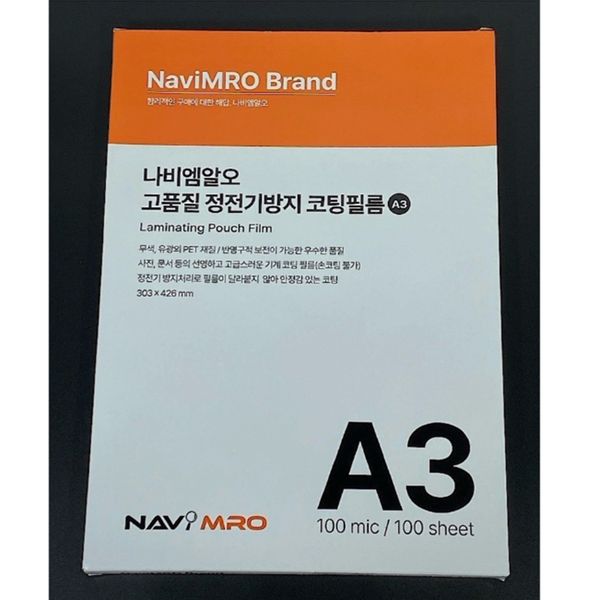 NaviMRO Brand
합리적인 구매에 대한 해답, 나비엠알오
나비엠알오
고품질 정전기방지 코팅필름 A3
Laminating Pouch Film
무색, 유광의 PET 재질 / 반영구적 보전이 가능한 우수한 품질
사진, 문서 등의 선명하고 고급스러운 기계 코팅 필름(손코팅 불가)
정전기 방지처리로 필름이 달라붙지 않아 안정감 있는 코팅
303 x 426 mm
A3
100 mic / 100 sheet
NAVI MRO